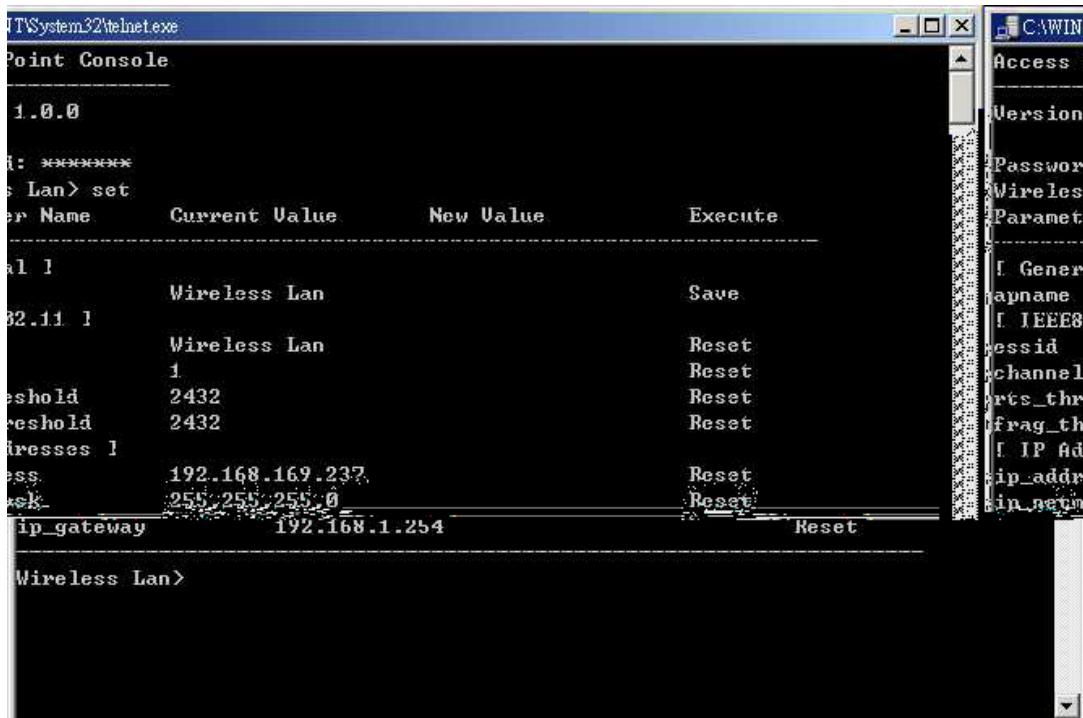 T\System32\telnet.exe
Point Console
1.0.0
d: *******
s Lan> set
er Name Current Value New Value Execute
al ]
Wireless Lan Save
02.11 ]
Wireless Lan Reset
1 Reset
eshold 2432 Reset
reshold 2432 Reset
dresses ]
ess 192.168.169.237 Reset
ask 255.255.255.0 Reset
ip_gateway 192.168.1.254 Reset
Wireless Lan>
C:\WIN
Access
Version
Passwor
Wireles
Paramet
[ Gener
apname
[ IEEE8
essid
channel
rts_thr
frag_th
[ IP Ad
ip_addr
ip_netm